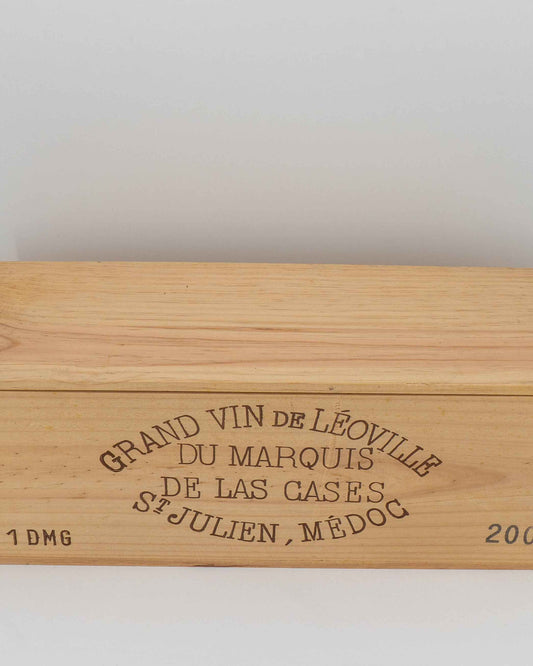 GRAND VIN DE LÉOVILLE
DU MARQUIS
DE LAS CASES
ST JULIEN, MÉDOC
1 DMG
200